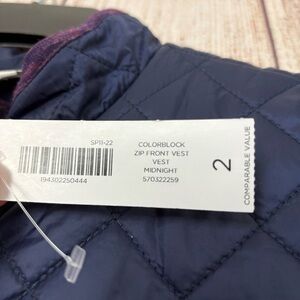 SP11-22
194302250444
COLORBLOCK
ZIP FRONT VEST
VEST
MIDNIGHT
570322259
2
COMPARABLE VALUE